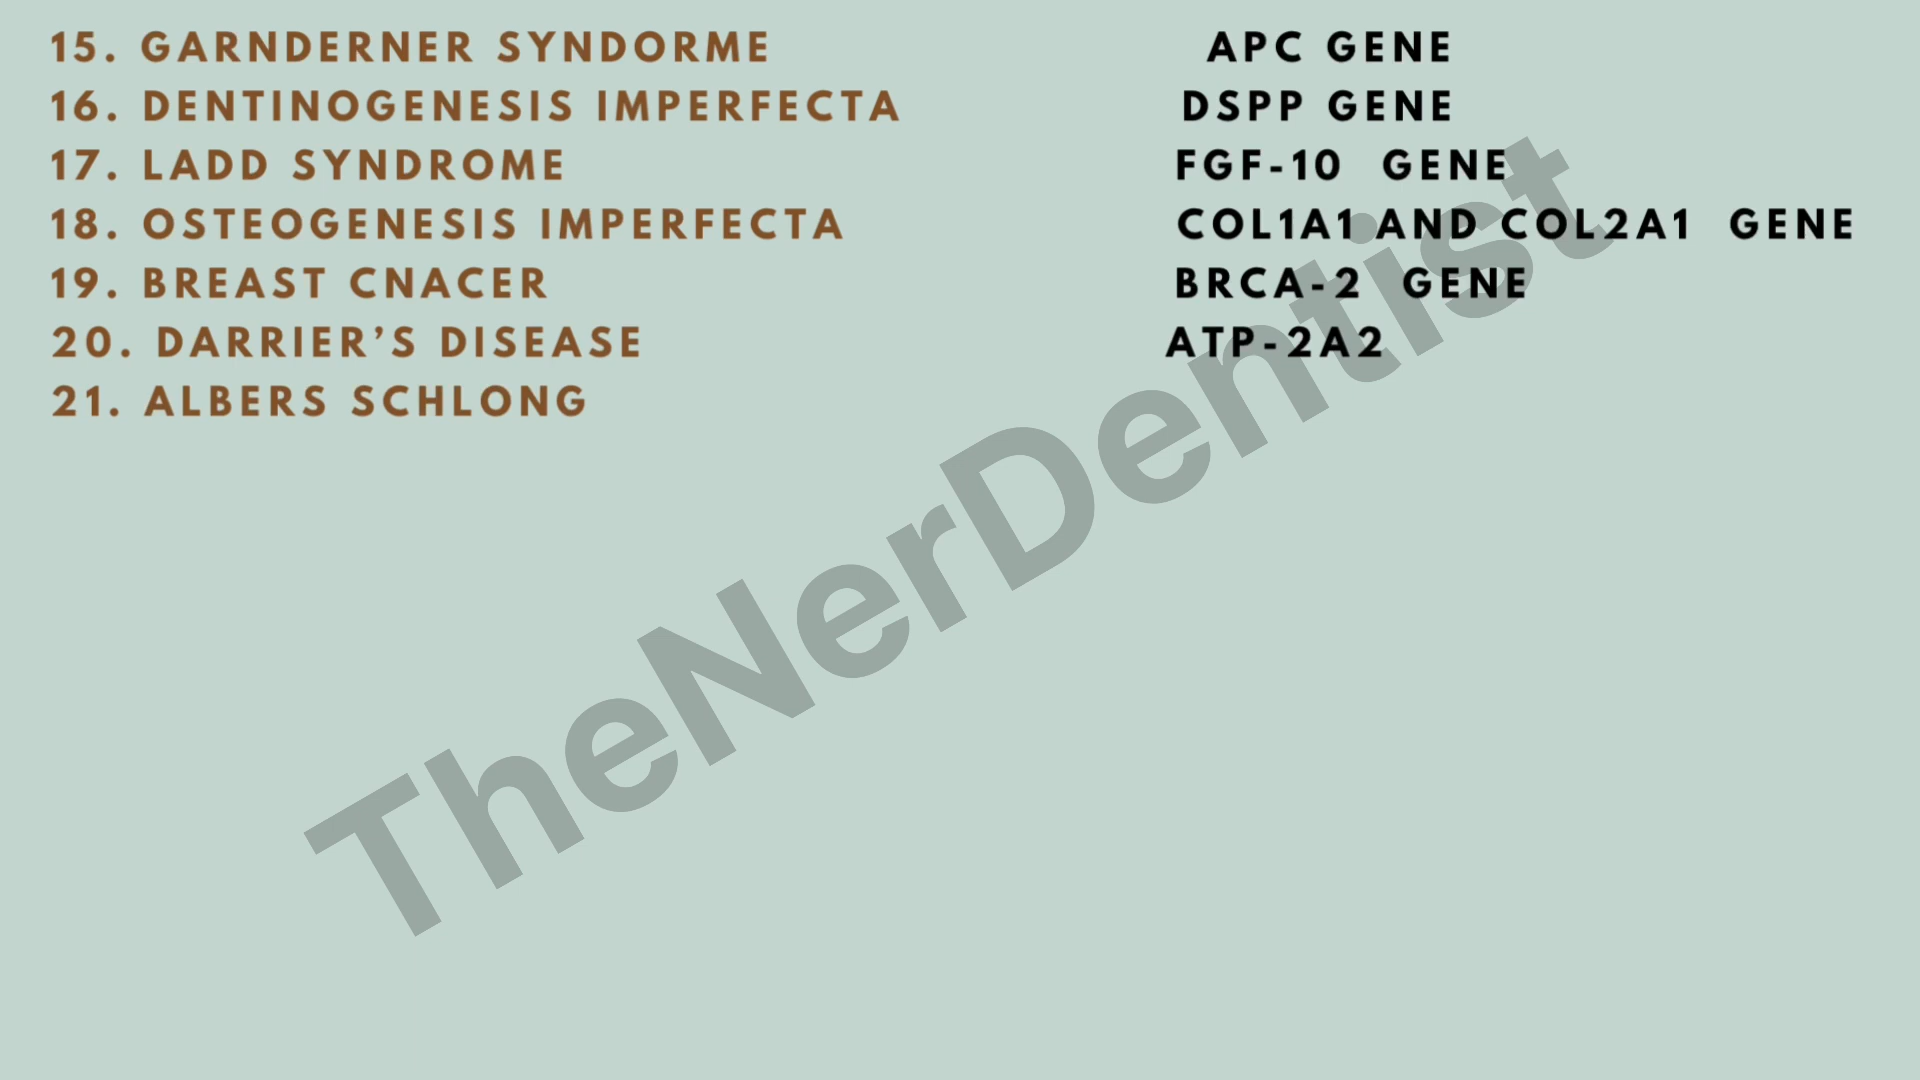 15. GARNDERNER SYNDORME APC GENE
16. DENTINOGENESIS IMPERFECTA DSPP GENE
17. LADD SYNDROME FGF-10 GENE
18. OSTEOGENESIS IMPERFECTA COL1A1 AND COL2A1 GENE
19. BREAST CNACER BRCA-2 GENE
20. DARRIER’S DISEASE ATP-2A2
21. ALBERS SCHLONG
TheNerDentist